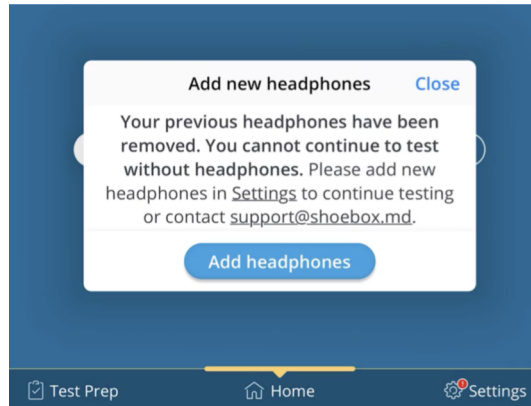 Add new headphones Close
Your previous headphones have been
removed. You cannot continue to test
without headphones. Please add new
headphones in Settings to continue testing
or contact support@shoebox.md.
Add headphones
Test Prep Home Settings